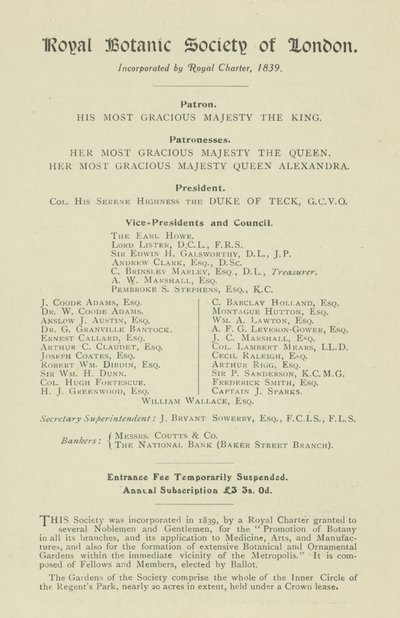 Royal Botanic Society of London.
Incorporated by Royal Charter, 1839.
Patron.
HIS MOST GRACIOUS MAJESTY THE KING.
Patronesses.
HER MOST GRACIOUS MAJESTY THE QUEEN.
HER MOST GRACIOUS MAJESTY QUEEN ALEXANDRA.
President.
COL. HIS SERENE HIGHNESS THE DUKE OF TECK, G.C.V.O.
Vice-Presidents and Council.
THE EARL HOWE.
LORD LISTER, D.C.L., F.R.S.
SIR EDWIN H. GALSWORTHY, D.L., J.P.
ANDREW CLARK, ESQ., D.SC.
C. BRINSLEY MARLEY, ESQ., D.L., Treasurer.
A. W. MARSHALL, ESQ.
PEMBROKE S. STEPHENS, ESQ., K.C.
J. COODE ADAMS, ESQ.
DR. W. COODE ADAMS.
ANSLOW J. AUSTIN, ESQ.
DR. G. GRANVILLE BANTOCK.
ERNEST CALLARD, ESQ.
ARTHUR C. CLAUDET, ESQ.
JOSEPH COATES, ESQ.
ROBERT WM. DIBDIN, ESQ.
SIR WM. H. DUNN.
COL. HUGH FORTESCUE.
H. J. GREENWOOD, ESQ.
C. BARCLAY HOLLAND, ESQ.
MONTAGUE HUTTON, ESQ.
WM. A. LAWTON, ESQ.
A. F. G. LEVESON-GOWER, ESQ.
J. C. MARSHALL, ESQ.
COL. LAMBERT MEARS, LL.D.
CECIL RALEIGH, ESQ.
ARTHUR RIGG, ESQ.
SIR P. SANDERSON, K.C.M.G.
FREDERICK SMITH, ESQ.
CAPTAIN J. SPARKS.
WILLIAM WALLACE, ESQ.
Secretary Superintendent: J. BRYANT SOWERBY, ESQ., F.C.I.S., F.L.S.
Bankers: { MESSRS. COUTTS & CO.
THE NATIONAL BANK (BAKER STREET BRANCH).
Entrance Fee Temporarily Suspended.
Annual Subscription £3 3s. 0d.
THIS Society was incorporated in 1839, by a Royal Charter granted to
several Noblemen and Gentlemen, for the "Promotion of Botany
in all its branches, and its application to Medicine, Arts, and Manufac-
tures, and also for the formation of extensive Botanical and Ornamental
Gardens within the immediate vicinity of the Metropolis." It is com-
posed of Fellows and Members, elected by Ballot.
The Gardens of the Society comprise the whole of the Inner Circle of
the Regent's Park, nearly 20 acres in extent, held under a Crown lease.